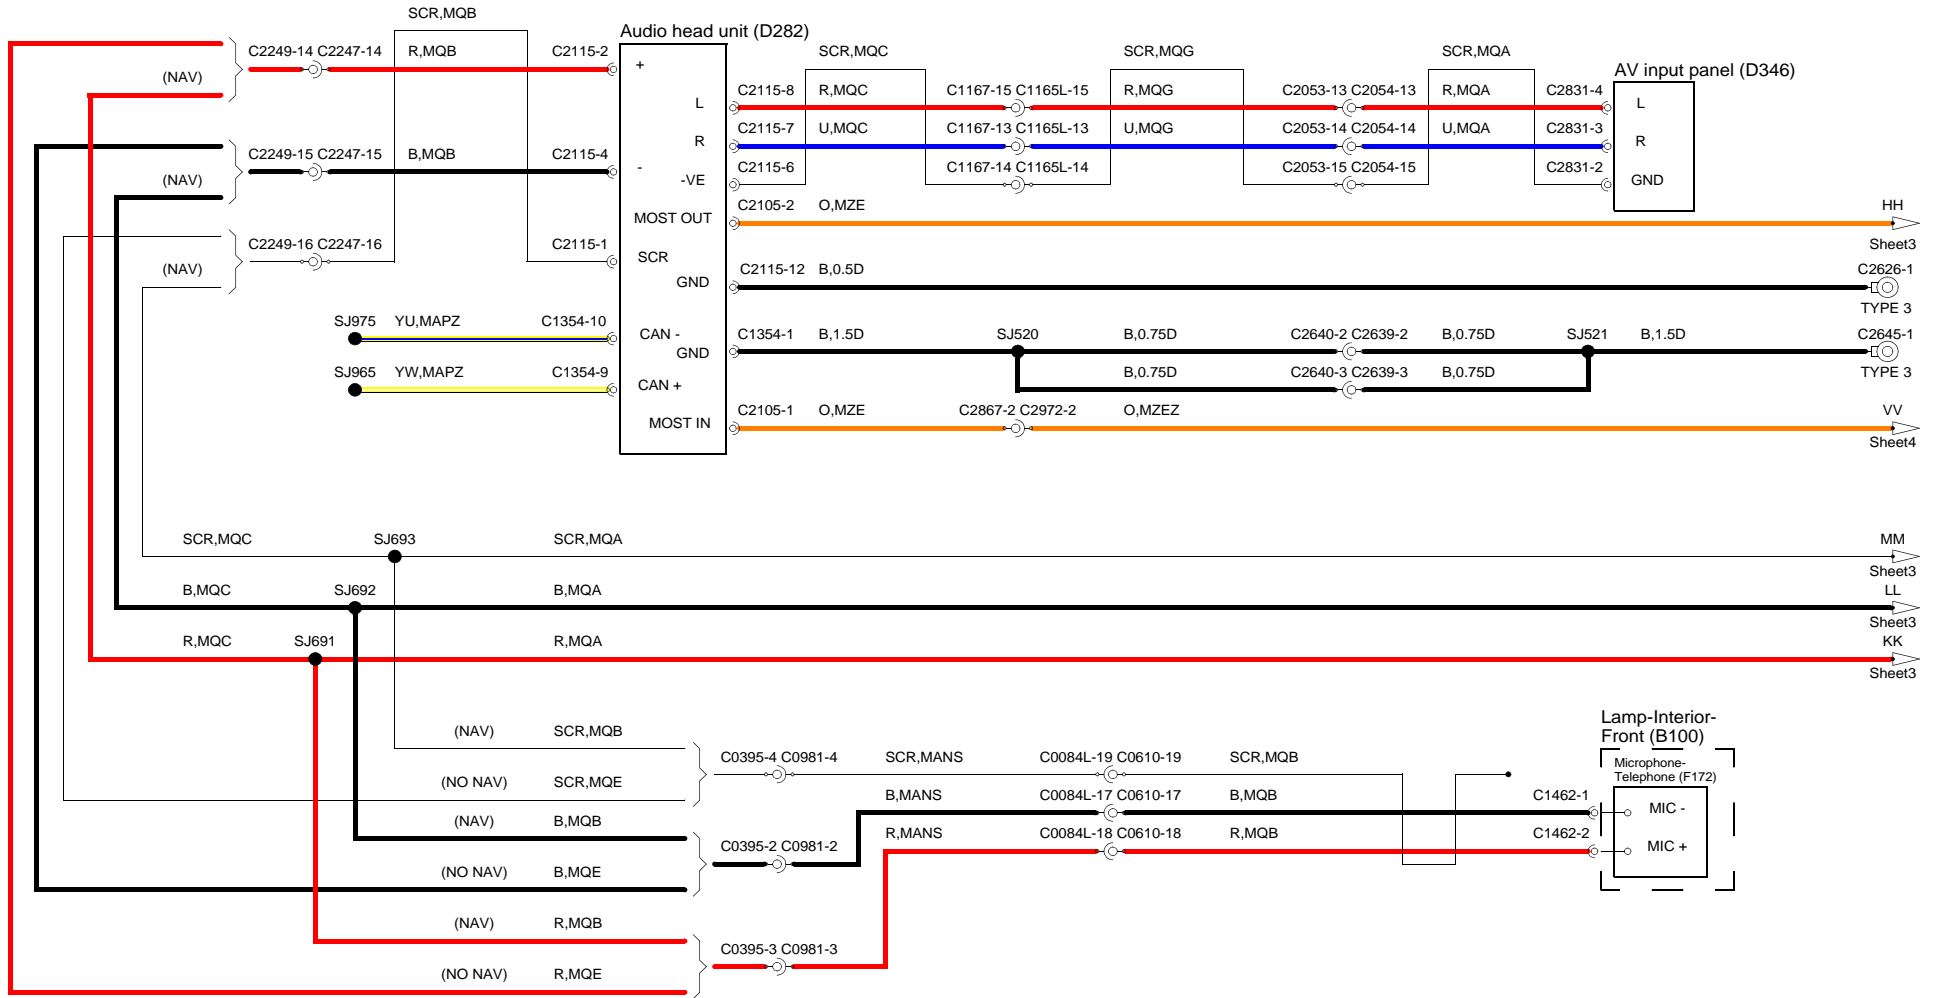 SCR,MQB
Audio head unit (D282)
C2249-14 C2247-14 R,MQB C2115-2
+
SCR,MQC SCR,MQG SCR,MQA
AV input panel (D346)
(NAV)
L C2115-8 R,MQC C1167-15 C1165L-15 R,MQG C2053-13 C2054-13 R,MQA C2831-4 L
R C2115-7 U,MQC C1167-13 C1165L-13 U,MQG C2053-14 C2054-14 U,MQA C2831-3 R
C2249-15 C2247-15 B,MQB C2115-4
-
-VE C2115-6 C1167-14 C1165L-14 C2053-15 C2054-15 C2831-2 GND
(NAV)
MOST OUT C2105-2 O,MZE HH
Sheet3
C2249-16 C2247-16 C2115-1
SCR
(NAV)
GND C2115-12 B,0.5D C2626-1
TYPE 3
SJ975 YU,MAPZ C1354-10 CAN -
GND C1354-1 B,1.5D SJ520 B,0.75D C2640-2 C2639-2 B,0.75D SJ521 B,1.5D C2645-1
TYPE 3
SJ965 YW,MAPZ C1354-9 CAN +
B,0.75D C2640-3 C2639-3 B,0.75D
MOST IN C2105-1 O,MZE C2867-2 C2972-2 O,MZEZ VV
Sheet4
SCR,MQC SJ693 SCR,MQA MM
Sheet3
B,MQC SJ692 B,MQA LL
Sheet3
R,MQC SJ691 R,MQA KK
Sheet3
Lamp-Interior-
Front (B100)
(NAV) SCR,MQB
C0395-4 C0981-4 SCR,MANS C0084L-19 C0610-19 SCR,MQB
Microphone-
Telephone (F172)
(NO NAV) SCR,MQE
B,MANS C0084L-17 C0610-17 B,MQB C1462-1 MIC -
(NAV) B,MQB
C0395-2 C0981-2
R,MANS C0084L-18 C0610-18 R,MQB C1462-2 MIC +
(NO NAV) B,MQE
(NAV) R,MQB
C0395-3 C0981-3
(NO NAV) R,MQE